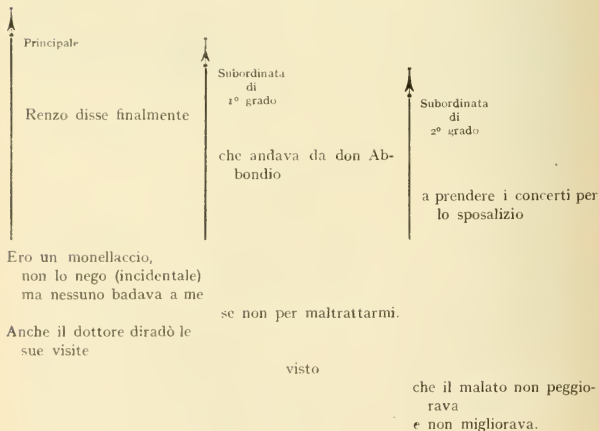 Principale
Subordinata
di
1º grado
Subordinata
di
2º grado
Renzo disse finalmente
che andava da don Ab-
bondio
a prendere i concerti per
lo sposalizio
Ero un monellaccio,
non lo nego (incidentale)
ma nessuno badava a me
se non per maltrattarmi.
Anche il dottore diradò le
sue visite
visto
che il malato non peggio-
rava
e non migliorava.